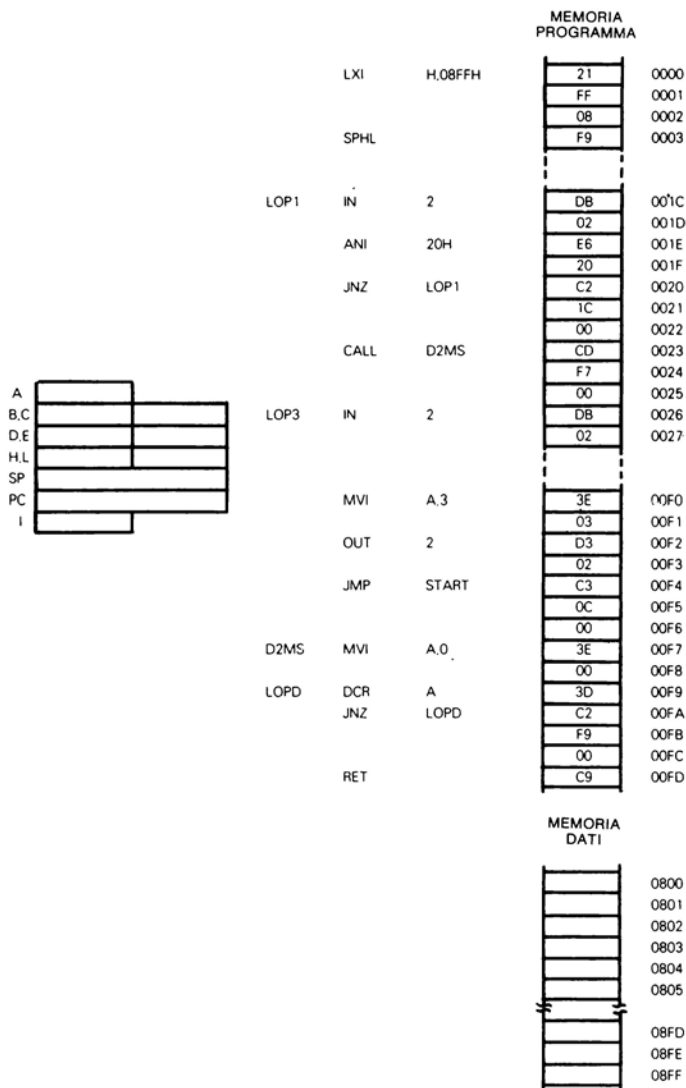 MEMORIA
PROGRAMMA
LXI H,08FFH 21 0000
FF 0001
08 0002
SPHL F9 0003
LOP1 IN 2 DB 001C
02 001D
ANI 20H E6 001E
20 001F
JNZ LOP1 C2 0020
1C 0021
00 0022
CALL D2MS CD 0023
F7 0024
00 0025
LOP3 IN 2 DB 0026
02 0027
A
B,C
D,E
H,L
SP
PC
I
MVI A,3 3E 00F0
03 00F1
OUT 2 D3 00F2
02 00F3
JMP START C3 00F4
0C 00F5
00 00F6
D2MS MVI A,0 3E 00F7
00 00F8
LOPD DCR A 3D 00F9
JNZ LOPD C2 00FA
F9 00FB
00 00FC
RET C9 00FD
MEMORIA
DATI
0800
0801
0802
0803
0804
0805
08FD
08FE
08FF